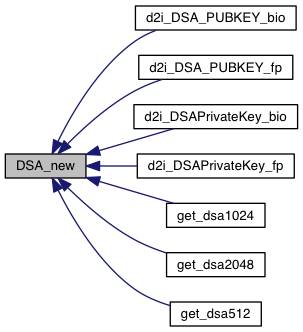 d2i_DSA_PUBKEY_bio
d2i_DSA_PUBKEY_fp
d2i_DSAPrivateKey_bio
DSA_new
d2i_DSAPrivateKey_fp
get_dsa1024
get_dsa2048
get_dsa512